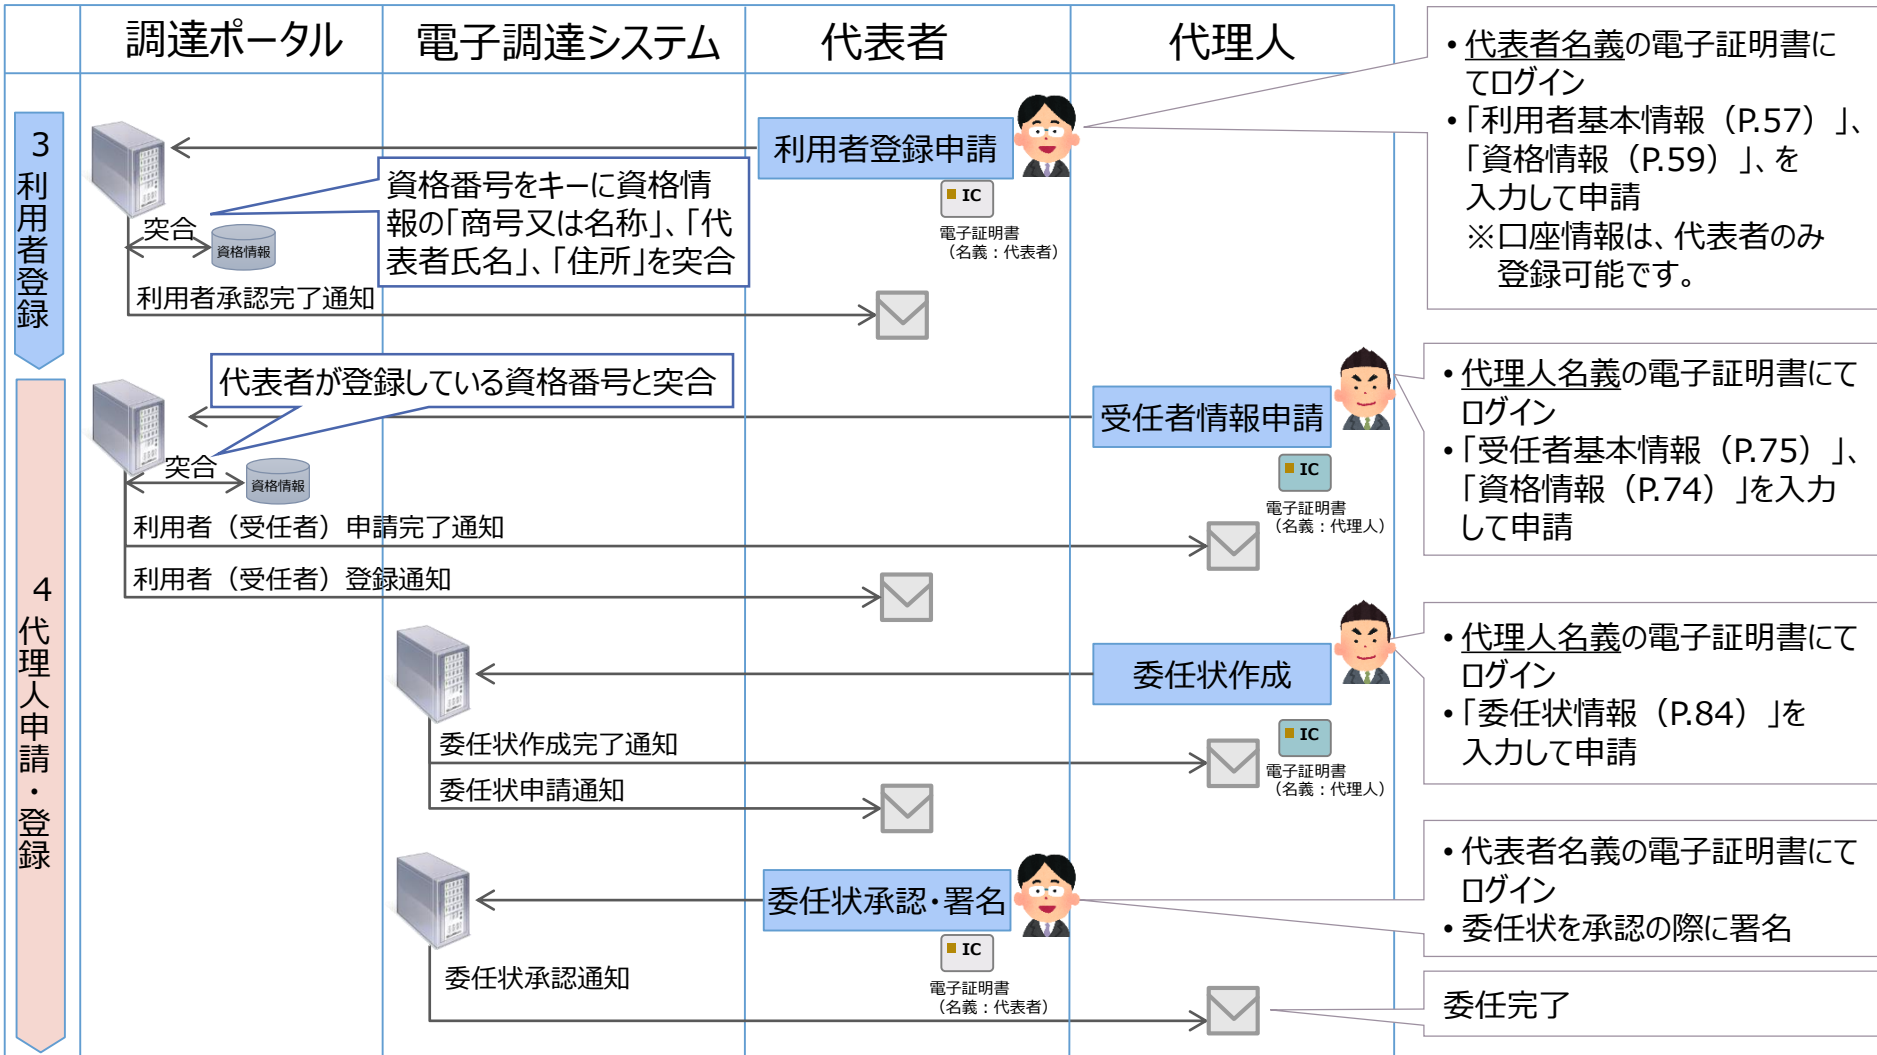 調達ポータル
電子調達システム
代表者
代理人
3
利用者登録
利用者登録申請
IC
電子証明書
（名義：代表者）
資格番号をキーに資格情
報の「商号又は名称」、「代
表者氏名」、「住所」を突合
突合
資格情報
利用者承認完了通知
• 代表者名義の電子証明書に
てログイン
• 「利用者基本情報（P.57）」、
「資格情報（P.59）」、を
入力して申請
※口座情報は、代表者のみ
登録可能です。
4
代理人申請・登録
代表者が登録している資格番号と突合
受任者情報申請
IC
電子証明書
（名義：代理人）
突合
資格情報
利用者（受任者）申請完了通知
利用者（受任者）登録通知
• 代理人名義の電子証明書にて
ログイン
• 「受任者基本情報（P.75）」、
「資格情報（P.74）」を入力
して申請
委任状作成
IC
電子証明書
（名義：代理人）
委任状作成完了通知
委任状申請通知
• 代理人名義の電子証明書にて
ログイン
• 「委任状情報（P.84）」を
入力して申請
委任状承認・署名
IC
電子証明書
（名義：代表者）
委任状承認通知
• 代表者名義の電子証明書にて
ログイン
• 委任状を承認の際に署名
委任完了